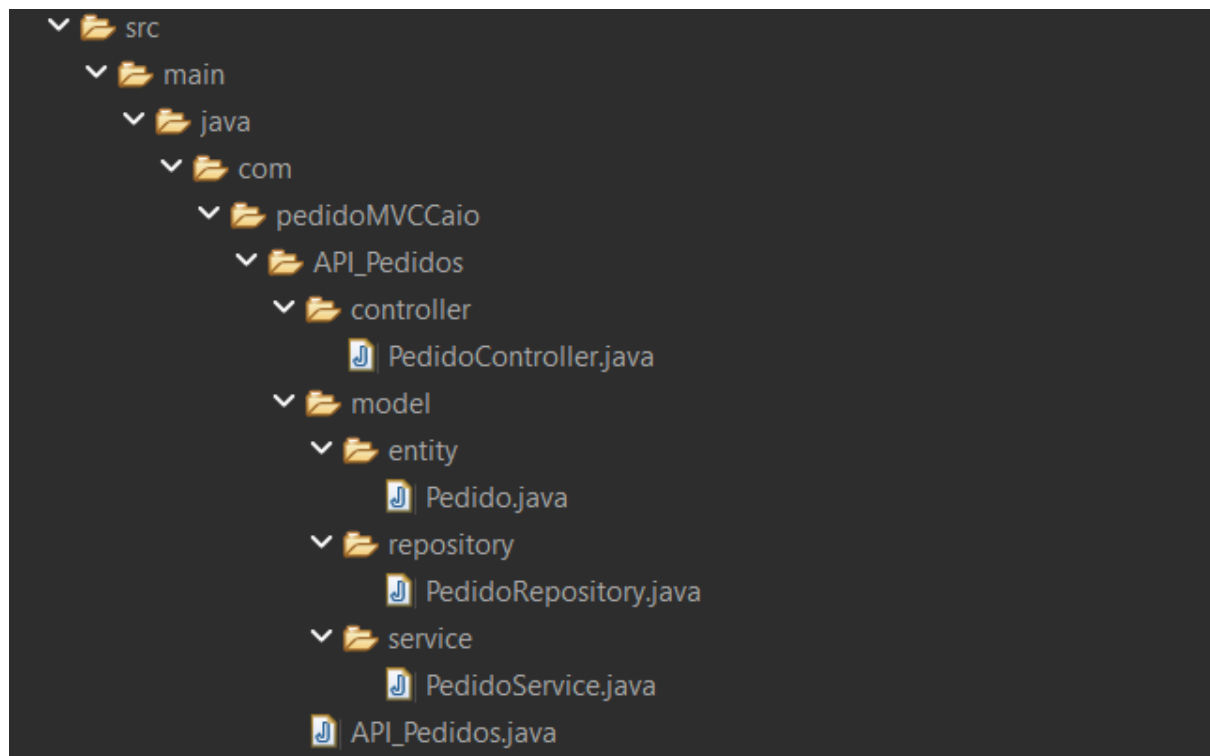 src
main
java
com
pedidoMVCCaio
API_Pedidos
controller
PedidoController.java
model
entity
Pedido.java
repository
PedidoRepository.java
service
PedidoService.java
API_Pedidos.java